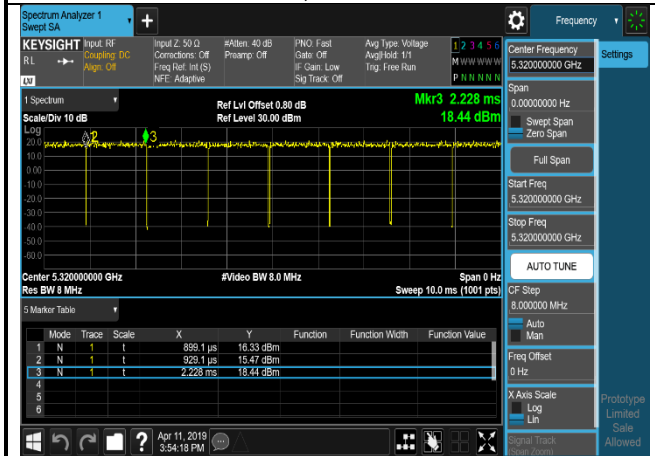 Spectrum Analyzer 1
Swept SA
+
Frequency
KEYSIGHT Input: RF
RL Coupling: DC
Align: Off
LXI
Input Z: 50 Ω
Corrections: Off
Freq Ref: Int (S)
NFE: Adaptive
#Atten: 40 dB
Preamp: Off
PNO: Fast
Gate: Off
IF Gain: Low
Sig Track: Off
Avg Type: Voltage
Avg|Hold: 1/1
Trig: Free Run
1 2 3 4 5 6
M W W W W W
P N N N N N
Center Frequency
5.320000000 GHz
Settings
Span
0.00000000 Hz
Swept Span
Zero Span
Full Span
Start Freq
5.320000000 GHz
Stop Freq
5.320000000 GHz
AUTO TUNE
CF Step
8.000000 MHz
Auto
Man
Freq Offset
0 Hz
X Axis Scale
Log
Lin
Signal Track
(Span Zoom)
Prototype
Limited
Sale
Allowed
1 Spectrum
Scale/Div 10 dB
Ref Lvl Offset 0.80 dB
Ref Level 30.00 dBm
Mkr3 2.228 ms
18.44 dBm
Log
20.0
10.0
0.00
-10.0
-20.0
-30.0
-40.0
-50.0
-60.0
2
3
Center 5.320000000 GHz
Res BW 8 MHz
#Video BW 8.0 MHz
Span 0 Hz
Sweep 10.0 ms (1001 pts)
5 Marker Table
Mode Trace Scale X Y Function Function Width Function Value
1 N 1 t 899.1 µs 16.33 dBm
2 N 1 t 929.1 µs 15.47 dBm
3 N 1 t 2.228 ms 18.44 dBm
4
5
6
?
Apr 11, 2019
3:54:18 PM